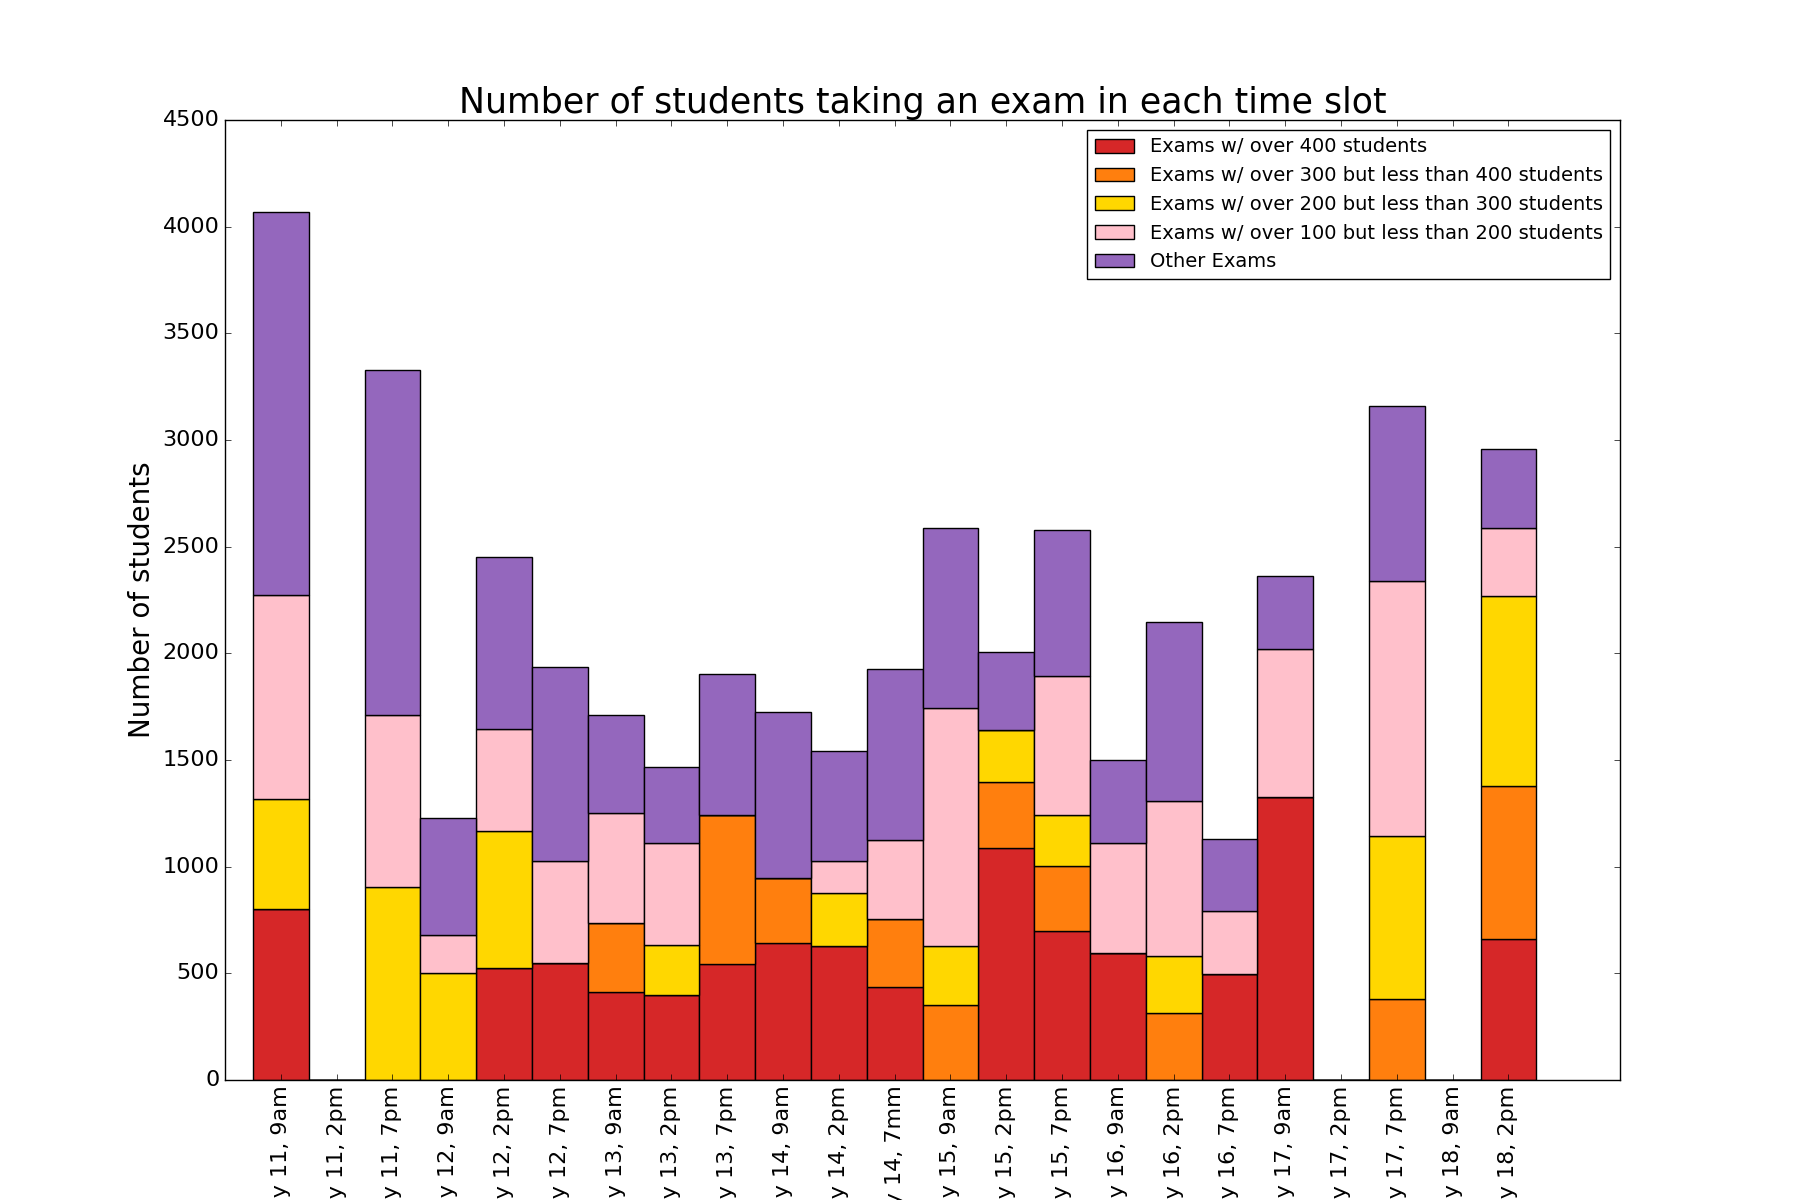 Number of students taking an exam in each time slot
4500
4000
3500
3000
2500
2000
1500
1000
500
0
Number of students
Exams w/ over 400 students
Exams w/ over 300 but less than 400 students
Exams w/ over 200 but less than 300 students
Exams w/ over 100 but less than 200 students
Other Exams
y 11, 9am
y 11, 2pm
y 11, 7pm
y 12, 9am
y 12, 2pm
y 12, 7pm
y 13, 9am
y 13, 2pm
y 13, 7pm
y 14, 9am
y 14, 2pm
y 14, 7mm
y 15, 9am
y 15, 2pm
y 15, 7pm
y 16, 9am
y 16, 2pm
y 16, 7pm
y 17, 9am
y 17, 2pm
y 17, 7pm
y 18, 9am
y 18, 2pm